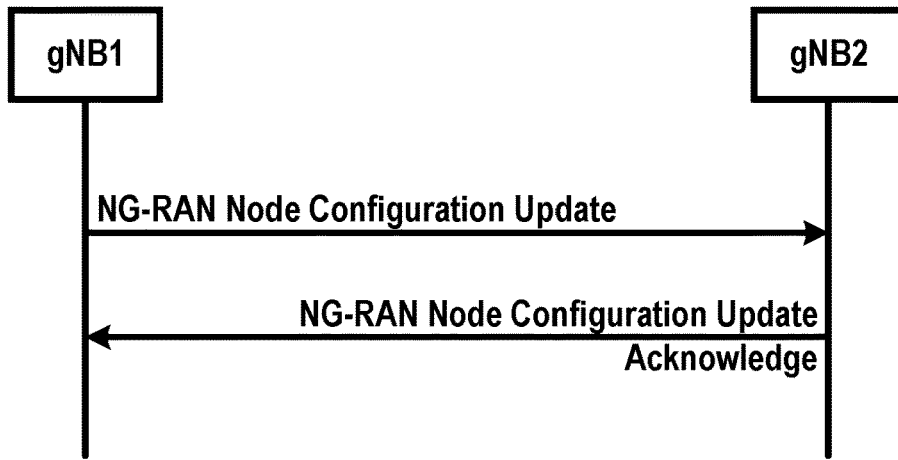 gNB1
gNB2
NG-RAN Node Configuration Update
NG-RAN Node Configuration Update
Acknowledge